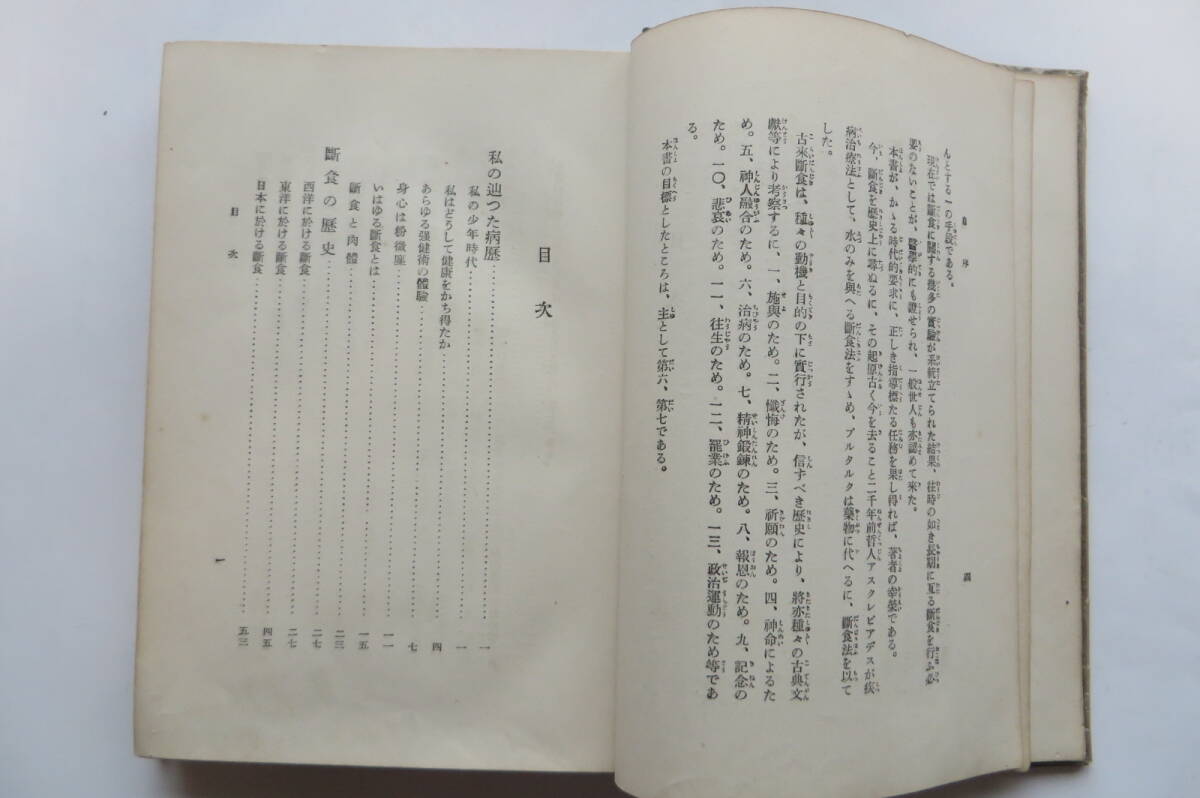 自序
四
んとする一の手段である。
現在では斷食に關する幾多の實驗が系統立てられた結果、往時の如き長期に亙る斷食を行ふ必
要のないことが、醫學的にも證せられ、一般世人も亦認めて來た。
本書が、かゝる時代的要求に、正しき指導標たる任務を果し得れば、著者の幸榮である。
今、斷食を歷史上に尋ぬるに、その起原古く今を去ること二千年前哲人アスクレピアデスが疾
病治療法として、水のみを與へる斷食法をすゝめ、プルタルクは藥物に代へるに、斷食法を以て
した。
古來斷食は、種々の動機と目的の下に實行されたが、信ずべき歷史により、將亦種々の古典文
獻等により考察するに、一、施與のため。二、懺悔のため。三、祈願のため。四、神命によるた
め。五、神人融合のため。六、治病のため。七、精神鍛鍊のため。八、報恩のため。九、記念の
ため。一〇、悲哀のため。一一、往生のため。一二、罷業のため。一三、政治運動のため等であ
る。
本書の目標としたところは、主として第六、第七である。
目次
私の辿つた病歷……一
私の少年時代……一
私はどうして健康をかち得たか……四
あらゆる强健術の體驗……七
身心は粉微塵……一一
いはゆる斷食とは……一五
斷食と肉體……二三
斷食の歷史……二七
西洋に於ける斷食……二七
東洋に於ける斷食……四五
日本に於ける斷食……五三
目次
一